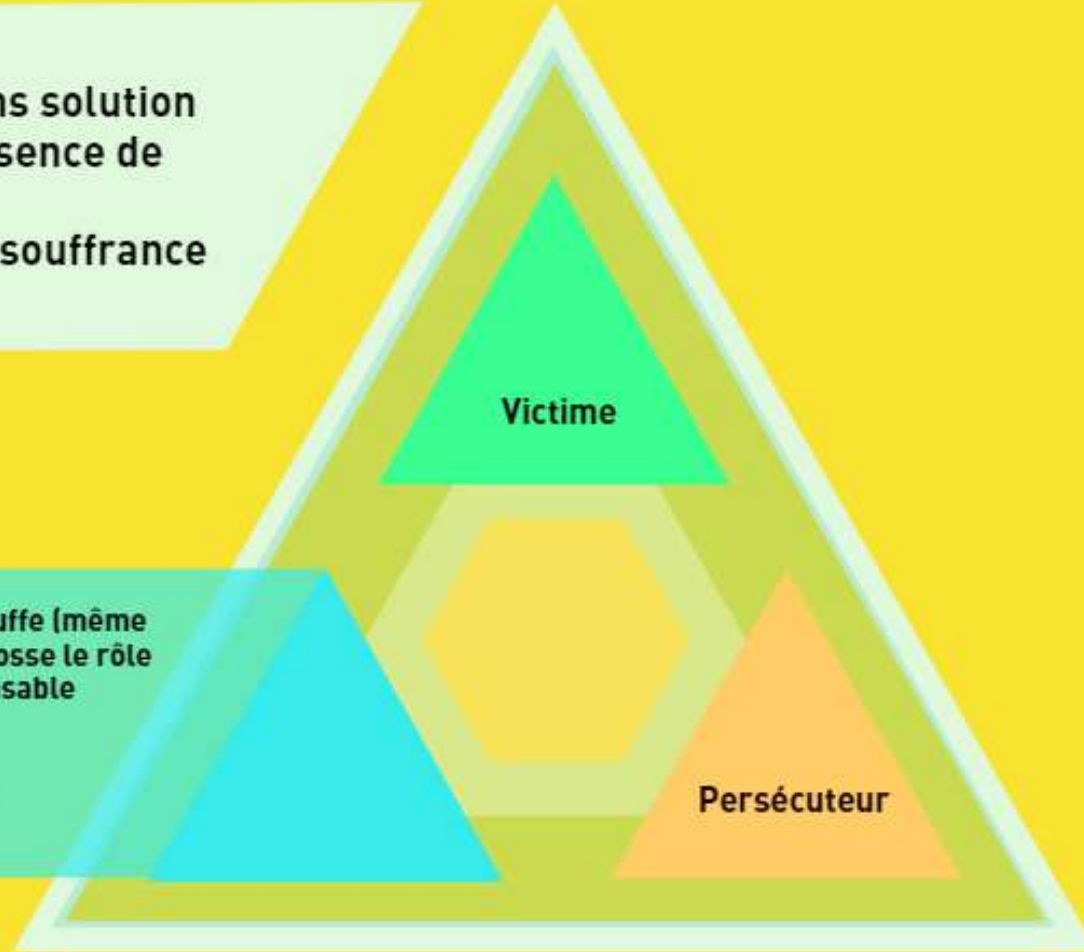 ns solution
sence de
souffrance
Victime
uffe (même
osse le rôle
sable
Persécuteur